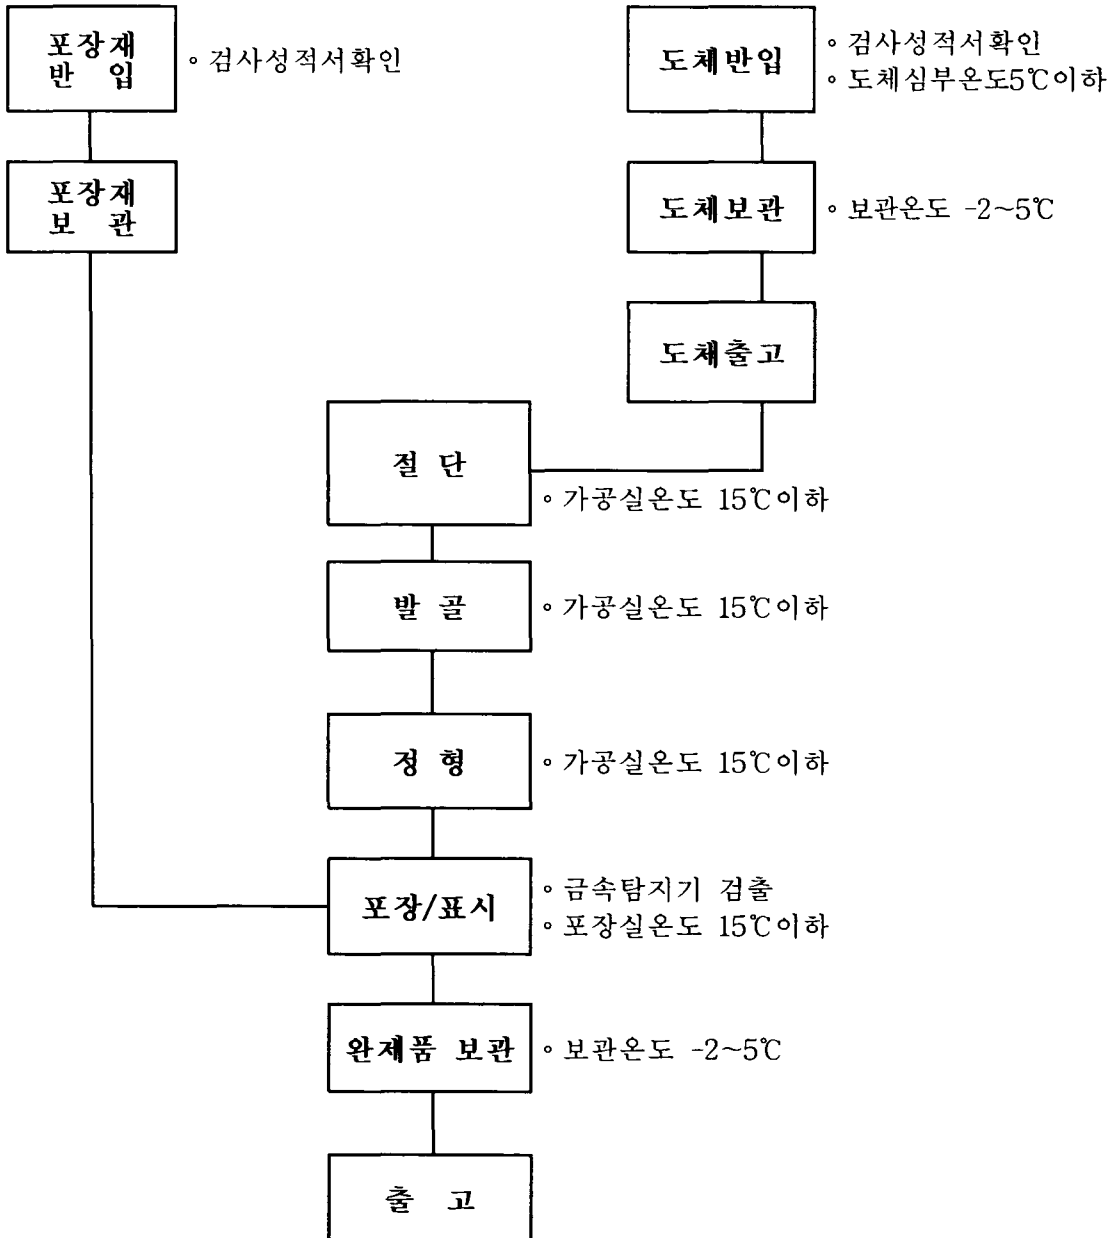 포장재
반 입
◦ 검사성적서확인
도체반입
◦ 검사성적서확인
◦ 도체심부온도5℃이하
포장재
보 관
도체보관
◦ 보관온도 -2~5℃
도체출고
절 단
◦ 가공실온도 15℃이하
발 골
◦ 가공실온도 15℃이하
정 형
◦ 가공실온도 15℃이하
포장/표시
◦ 금속탐지기 검출
◦ 포장실온도 15℃이하
완제품 보관
◦ 보관온도 -2~5℃
출 고